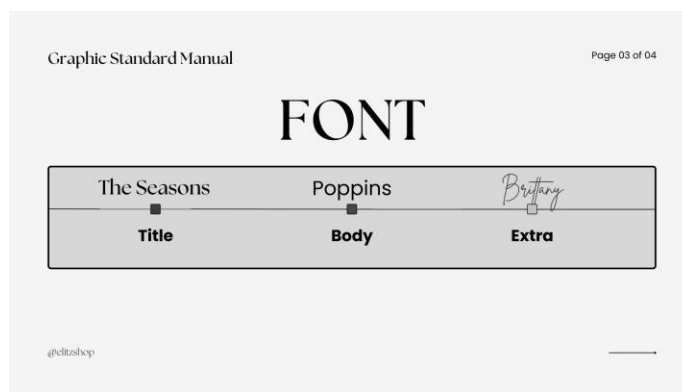 Graphic Standard Manual
Page 03 of 04
FONT
The Seasons
Poppins
Brittany
Title
Body
Extra
@elitzshop